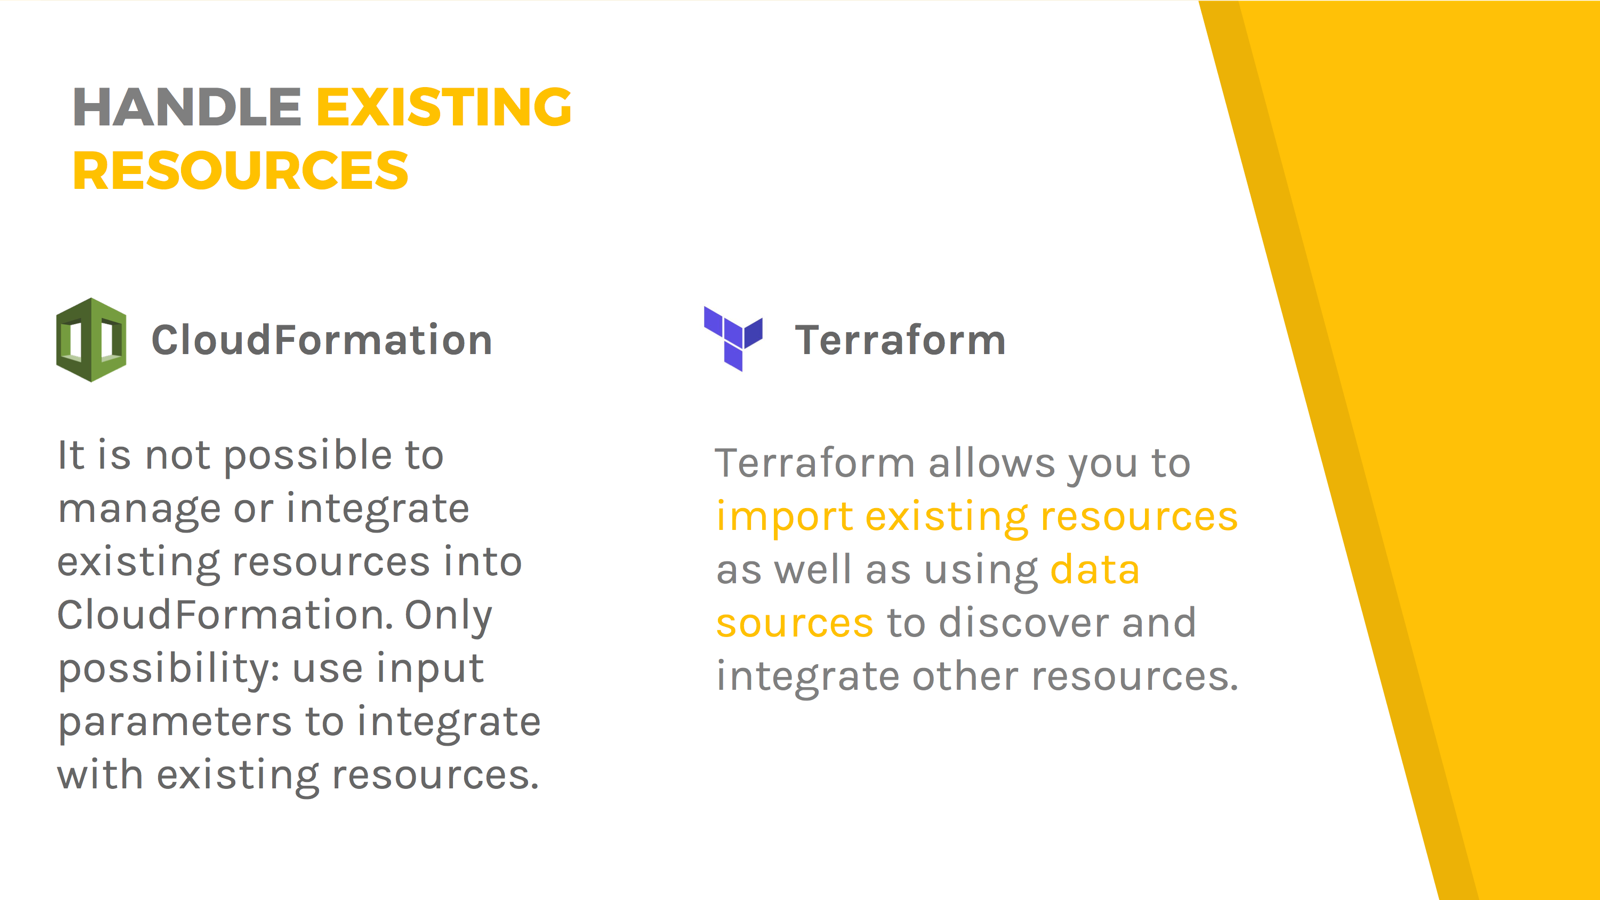 HANDLE EXISTING
RESOURCES
CloudFormation
It is not possible to
manage or integrate
existing resources into
CloudFormation. Only
possibility: use input
parameters to integrate
with existing resources.
Terraform
Terraform allows you to
import existing resources
as well as using data
sources to discover and
integrate other resources.